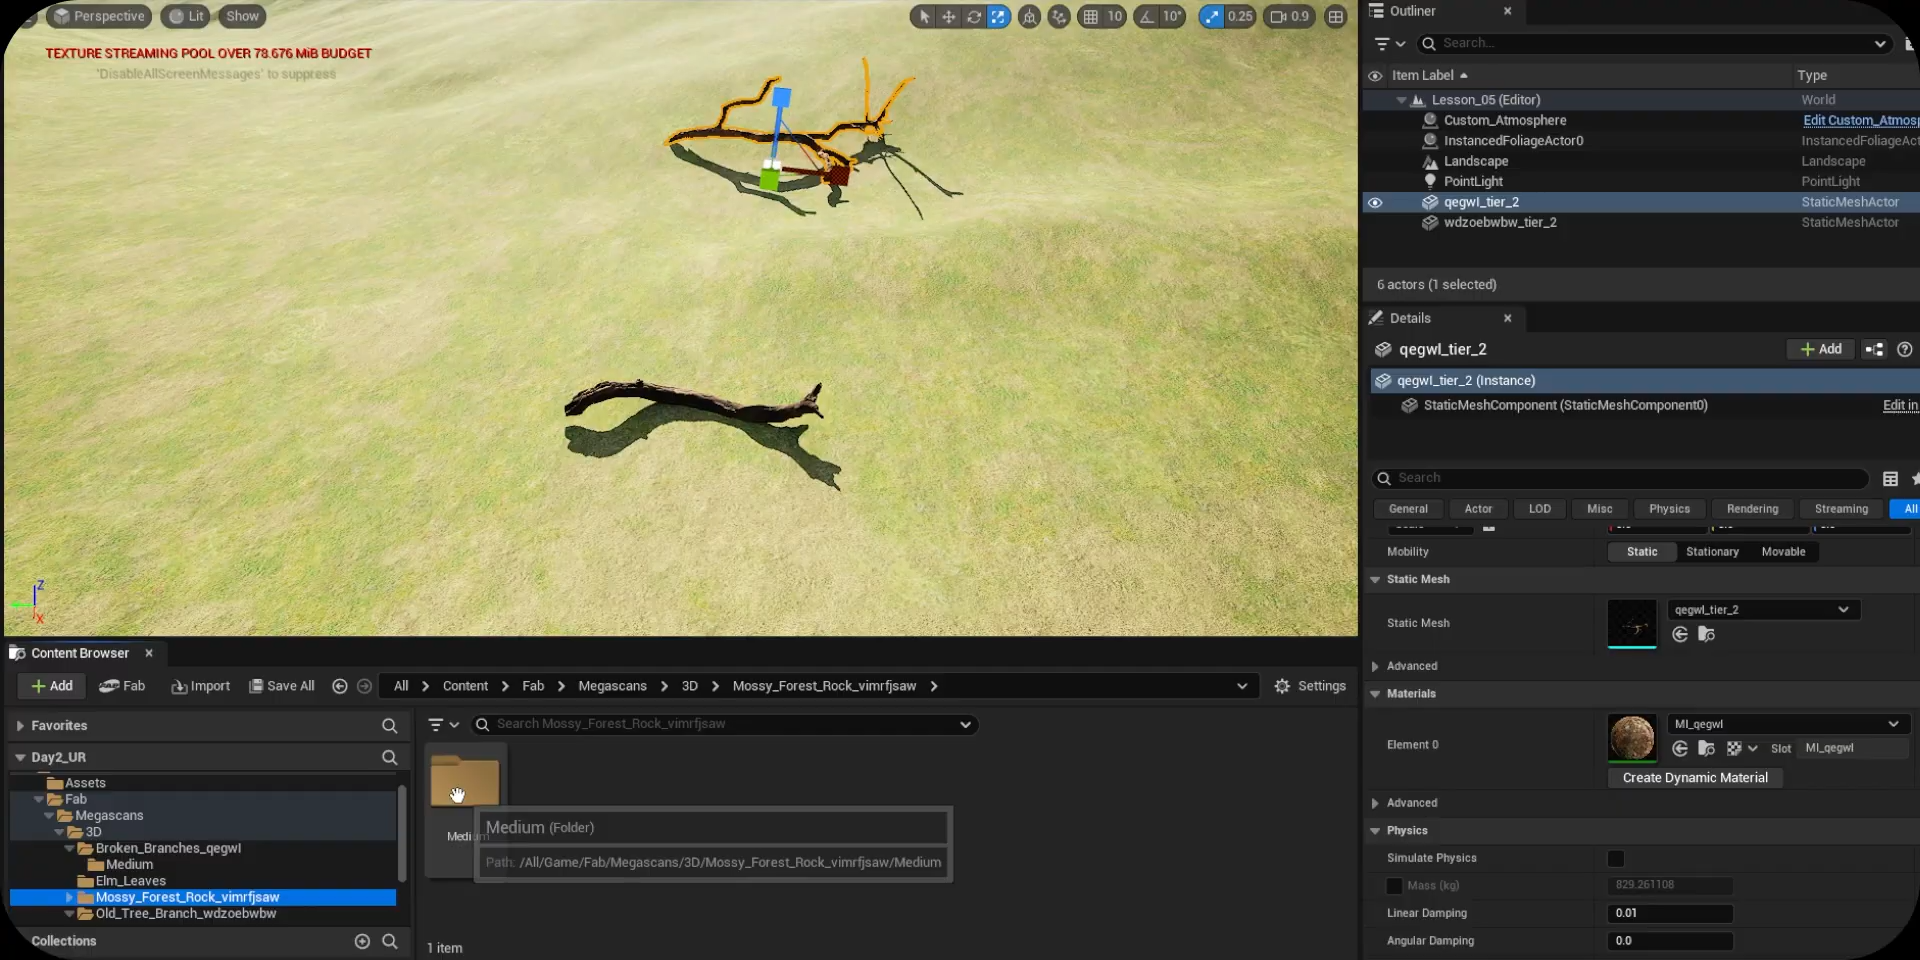 Perspective
Lit
Show
10
10°
0.25
0.9
TEXTURE STREAMING POOL OVER 78.676 MiB BUDGET
'DisableAllScreenMessages' to suppress
Z
X
Outliner
Search...
Item Label
Type
Lesson_05 (Editor)
World
Custom_Atmosphere
Edit Custom_Atmosp
InstancedFoliageActor0
InstancedFoliageAct
Landscape
Landscape
PointLight
PointLight
qegwl_tier_2
StaticMeshActor
wdzoebwbw_tier_2
StaticMeshActor
6 actors (1 selected)
Details
qegwl_tier_2
Add
qegwl_tier_2 (Instance)
StaticMeshComponent (StaticMeshComponent0)
Edit in
Search
General
Actor
LOD
Misc
Physics
Rendering
Streaming
All
Mobility
Static
Stationary
Movable
Static Mesh
Static Mesh
qegwl_tier_2
Advanced
Materials
Element 0
MI_qegwl
Slot
MI_qegwl
Create Dynamic Material
Advanced
Physics
Simulate Physics
Mass (kg)
829.261108
Linear Damping
0.01
Angular Damping
0.0
Content Browser
Add
Fab
Import
Save All
All
Content
Fab
Megascans
3D
Mossy_Forest_Rock_vimrfjsaw
Settings
Favorites
Day2_UR
Assets
Fab
Megascans
3D
Broken_Branches_qegwl
Medium
Elm_Leaves
Mossy_Forest_Rock_vimrfjsaw
Old_Tree_Branch_wdzoebwbw
Collections
Search Mossy_Forest_Rock_vimrfjsaw
Medium
Medium (Folder)
Path: /All/Game/Fab/Megascans/3D/Mossy_Forest_Rock_vimrfjsaw/Medium
1 item